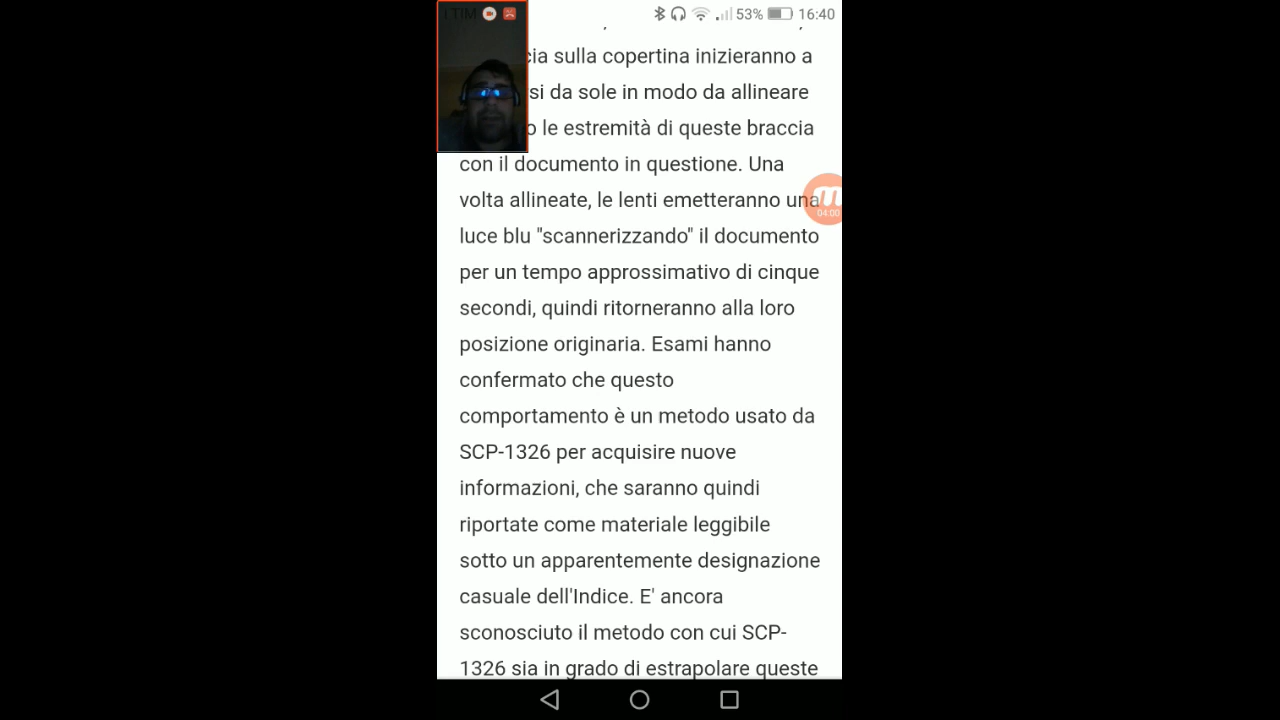 TIM 53% 16:40
cia sulla copertina inizieranno a
si da sole in modo da allineare
o le estremità di queste braccia
con il documento in questione. Una
volta allineate, le lenti emetteranno una
luce blu "scannerizzando" il documento
04:00
per un tempo approssimativo di cinque
secondi, quindi ritorneranno alla loro
posizione originaria. Esami hanno
confermato che questo
comportamento è un metodo usato da
SCP-1326 per acquisire nuove
informazioni, che saranno quindi
riportate come materiale leggibile
sotto un apparentemente designazione
casuale dell'Indice. E' ancora
sconosciuto il metodo con cui SCP-
1326 sia in grado di estrapolare queste